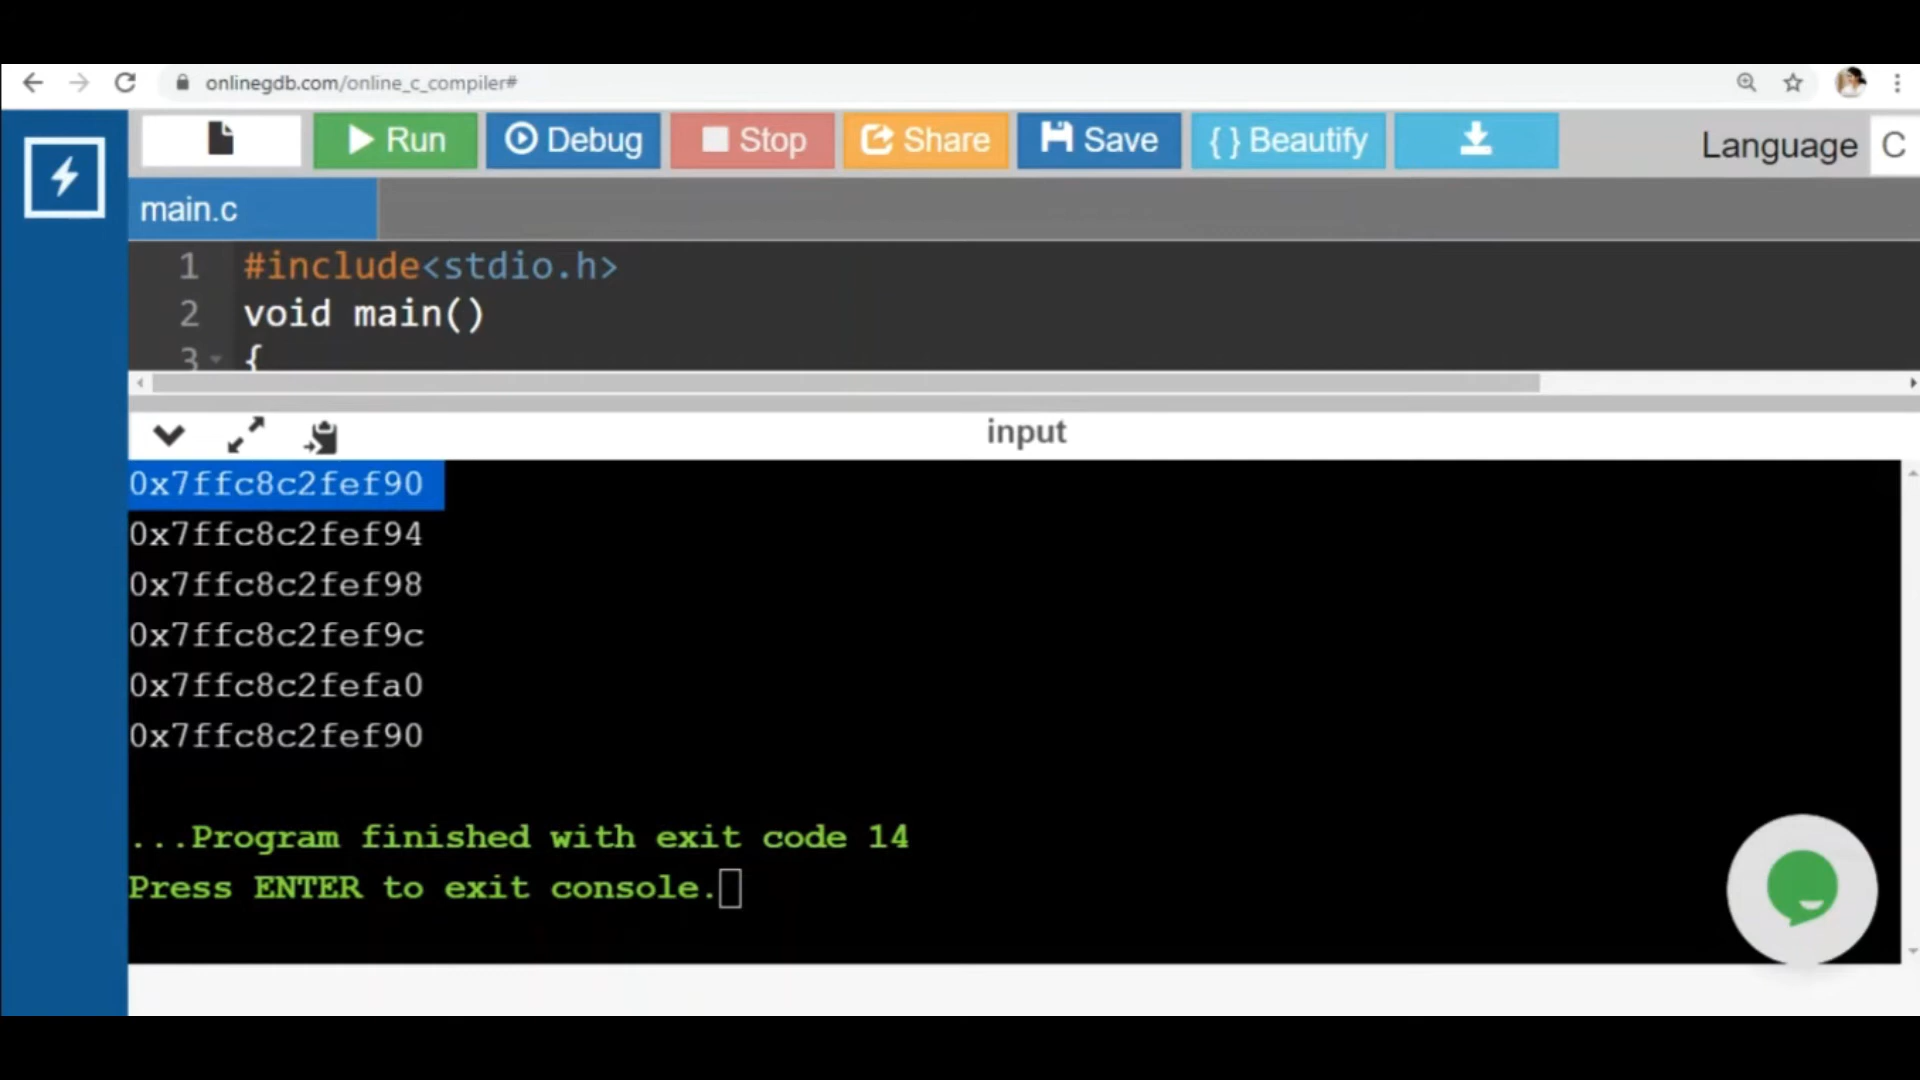 onlinegdb.com/online_c_compiler#
Run Debug Stop Share Save { } Beautify Language C
main.c
1 #include<stdio.h>
2 void main()
3 {
input
0x7ffc8c2fef90
0x7ffc8c2fef94
0x7ffc8c2fef98
0x7ffc8c2fef9c
0x7ffc8c2fefa0
0x7ffc8c2fef90
...Program finished with exit code 14
Press ENTER to exit console.